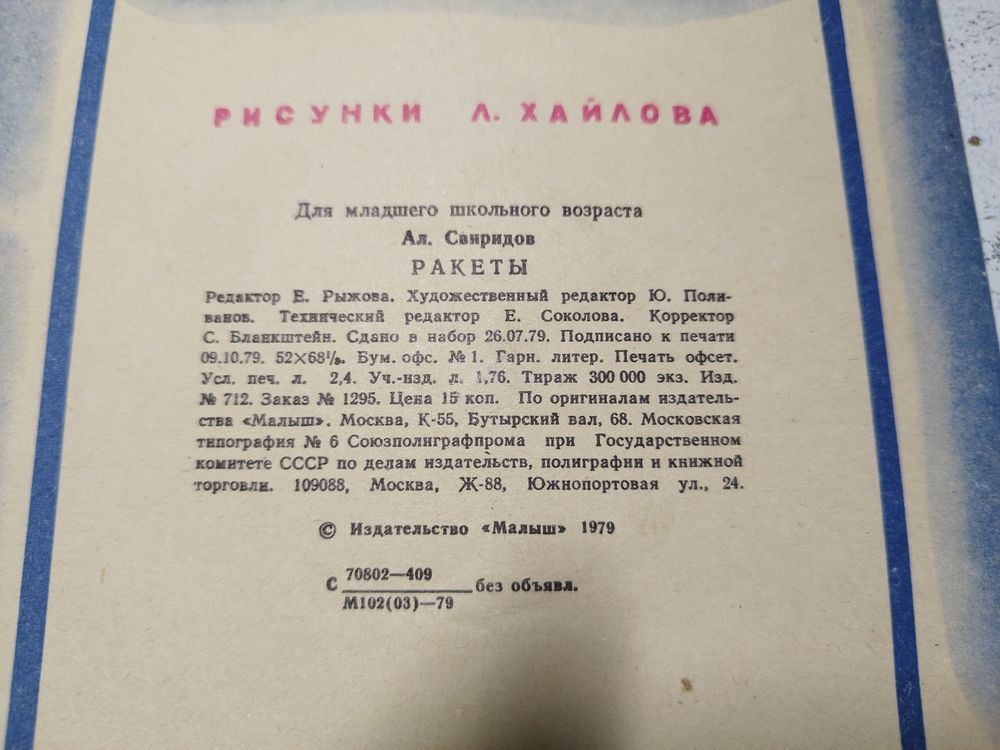 РИСУНКИ Л. ХАЙЛОВА
Для младшего школьного возраста
Ал. Свиридов
РАКЕТЫ
Редактор Е. Рыжова. Художественный редактор Ю. Поли-
ванов. Технический редактор Е. Соколова. Корректор
С. Бланкштейн. Сдано в набор 26.07.79. Подписано к печати
09.10.79. 52×68¹/₈. Бум. офс. № 1. Гарн. литер. Печать офсет.
Усл. печ. л. 2,4. Уч.-изд. л. 1,76. Тираж 300 000 экз. Изд.
№ 712. Заказ № 1295. Цена 15 коп. По оригиналам издатель-
ства «Малыш». Москва, К-55, Бутырский вал, 68. Московская
типография № 6 Союзполиграфпрома при Государственном
комитете СССР по делам издательств, полиграфии и книжной
торговли. 109088, Москва, Ж-88, Южнопортовая ул., 24.
© Издательство «Малыш» 1979
70802—409
С без объявл.
М102(03)—79